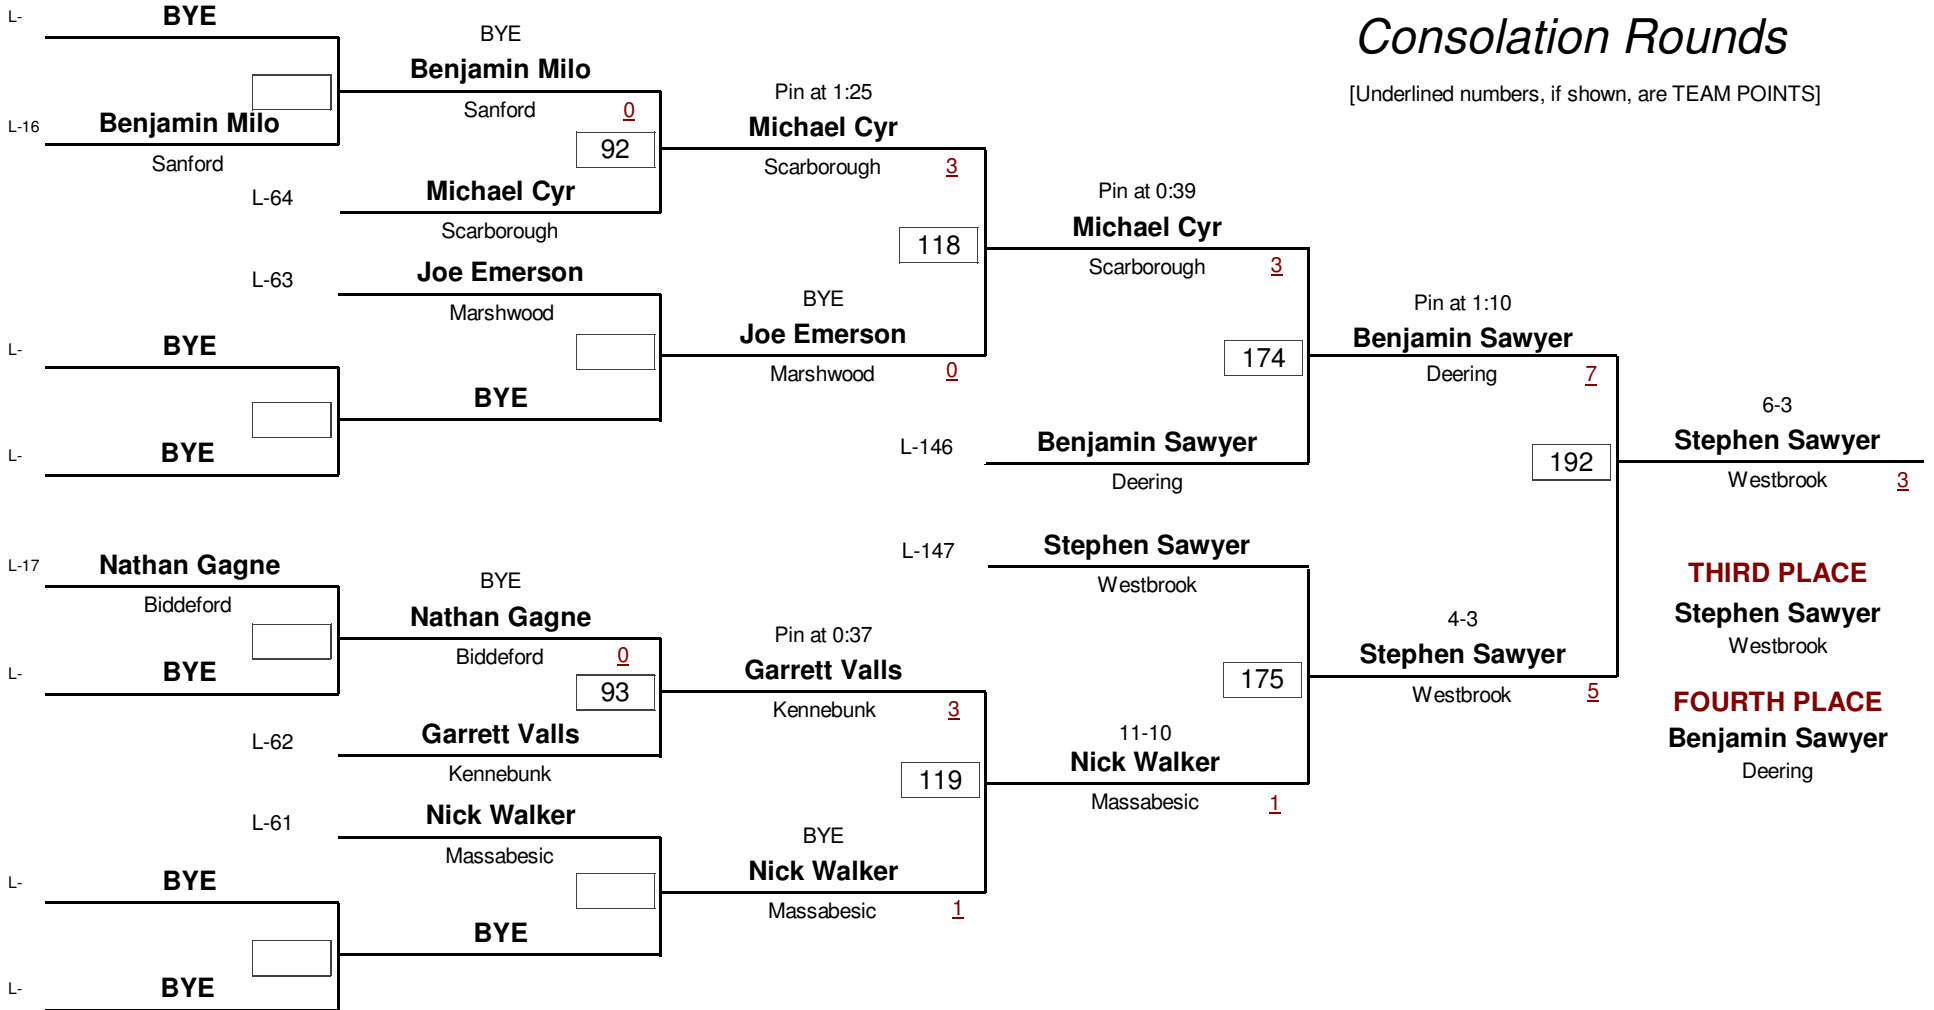 Consolation Rounds
[Underlined numbers, if shown, are TEAM POINTS]
L-
BYE
L-16
Benjamin Milo
Sanford
BYE
Benjamin Milo
Sanford 0
92
L-64
Michael Cyr
Scarborough
L-63
Joe Emerson
Marshwood
L-
BYE
L-
BYE
BYE
Pin at 1:25
Michael Cyr
Scarborough 3
118
BYE
Joe Emerson
Marshwood 0
Pin at 0:39
Michael Cyr
Scarborough 3
174
L-146
Benjamin Sawyer
Deering
Pin at 1:10
Benjamin Sawyer
Deering 7
192
6-3
Stephen Sawyer
Westbrook 3
L-17
Nathan Gagne
Biddeford
L-
BYE
BYE
Nathan Gagne
Biddeford 0
93
L-62
Garrett Valls
Kennebunk
L-61
Nick Walker
Massabesic
L-
BYE
L-
BYE
BYE
Pin at 0:37
Garrett Valls
Kennebunk 3
119
BYE
Nick Walker
Massabesic 1
L-147
Stephen Sawyer
Westbrook
175
11-10
Nick Walker
Massabesic 1
4-3
Stephen Sawyer
Westbrook 5
THIRD PLACE
Stephen Sawyer
Westbrook
FOURTH PLACE
Benjamin Sawyer
Deering